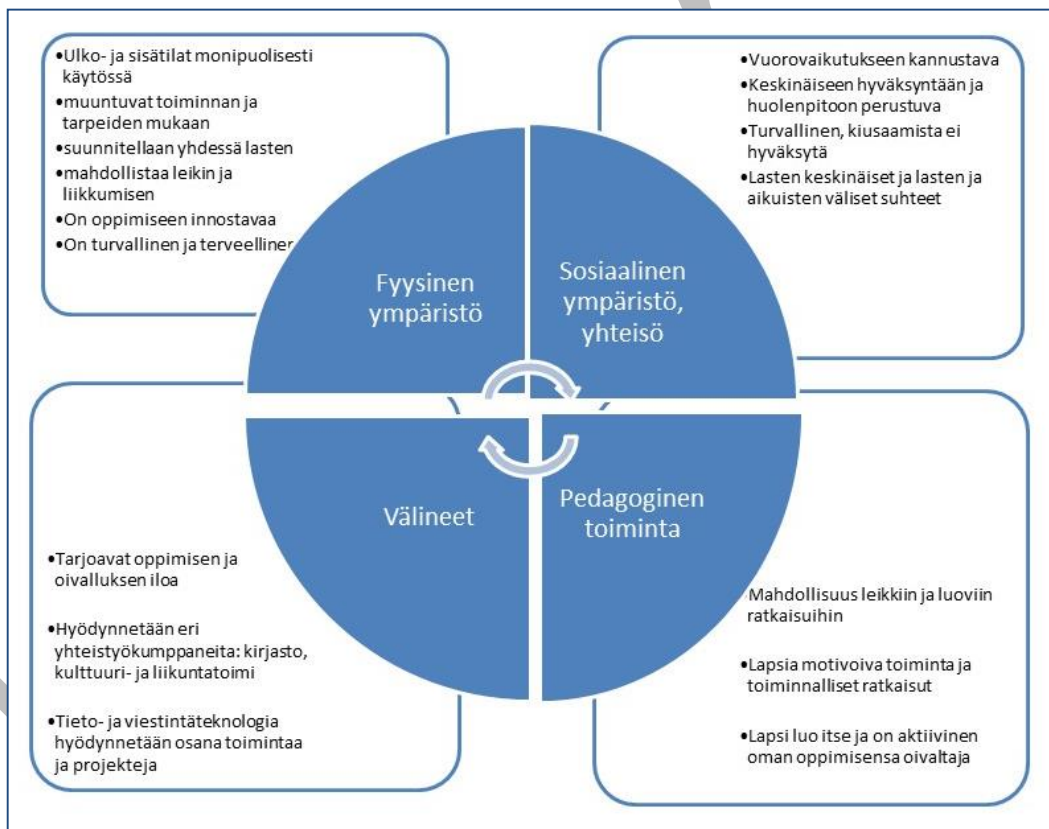 •Ulko- ja sisätilat monipuolisesti
käytössä
•muuntuvat toiminnan ja
tarpeiden mukaan
•suunnitellaan yhdessä lasten
•mahdollistaa leikin ja
liikkumisen
•On oppimiseen innostavaa
•On turvallinen ja terveelliner
•Vuorovaikutukseen kannustava
•Keskinäiseen hyväksyntään ja
huolenpitoon perustuva
•Turvallinen, kiusaamista ei
hyväksytä
•Lasten keskinäiset ja lasten ja
aikuisten väliset suhteet
Fyysinen
ympäristö
Sosiaalinen
ympäristö,
yhteisö
Välineet
Pedagoginen
toiminta
•Tarjoavat oppimisen ja
oivalluksen iloa
•Hyödynnetään eri
yhteistyökumppaneita: kirjasto,
kulttuuri- ja liikuntatoimi
•Tieto- ja viestintäteknologia
hyödynnetään osana toimintaa
ja projekteja
•Mahdollisuus leikkiin ja luoviin
ratkaisuihin
•Lapsia motivoiva toiminta ja
toiminnalliset ratkaisut
•Lapsi luo itse ja on aktiivinen
oman oppimisensa oivaltaja